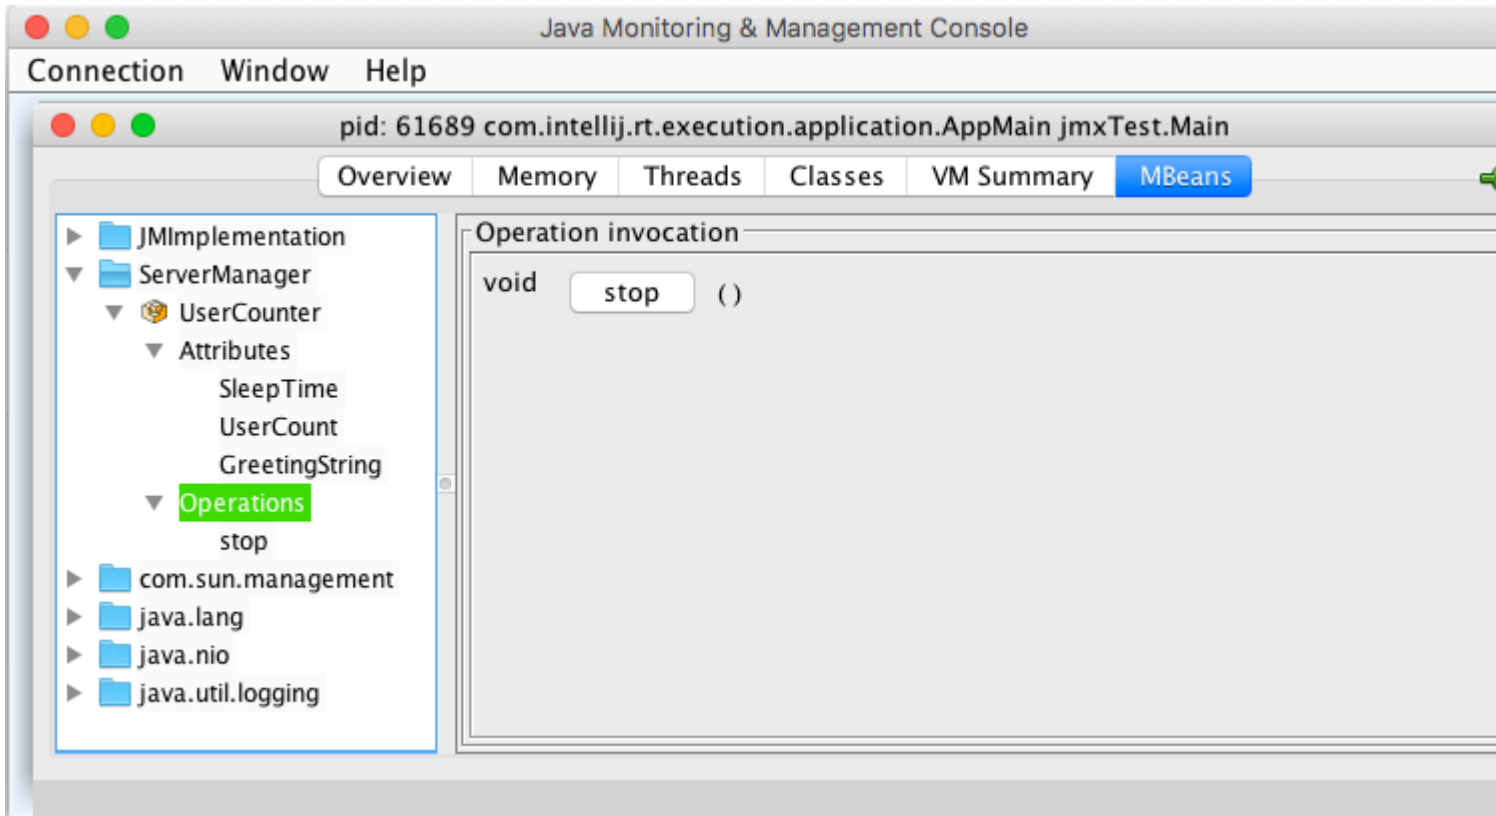 Java Monitoring & Management Console
Connection Window Help
pid: 61689 com.intellij.rt.execution.application.AppMain jmxTest.Main
Overview Memory Threads Classes VM Summary MBeans
JMImplementation
ServerManager
UserCounter
Attributes
SleepTime
UserCount
GreetingString
Operations
stop
com.sun.management
java.lang
java.nio
java.util.logging
Operation invocation
void stop ()